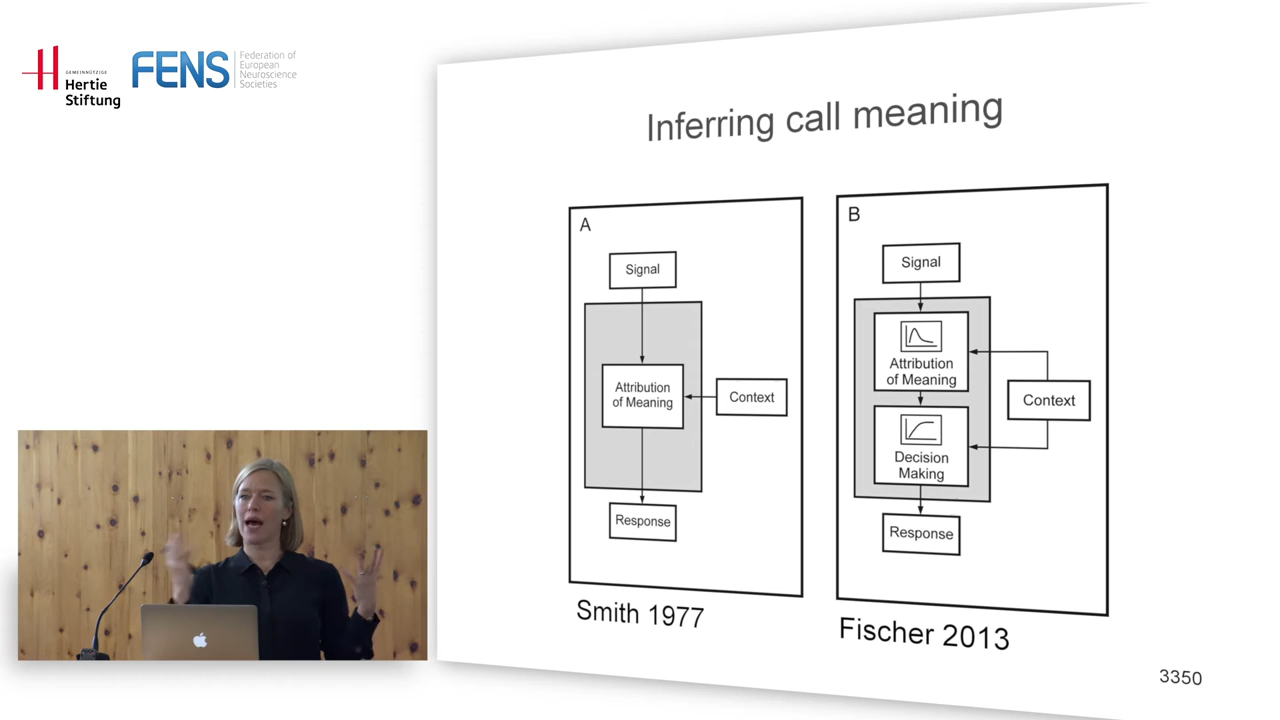 GEMEINNÜTZIGE
Hertie
Stiftung
FENS
Federation of
European
Neuroscience
Societies
Inferring call meaning
A
Signal
Attribution
of Meaning
Context
Response
Smith 1977
B
Signal
Attribution
of Meaning
Decision
Making
Context
Response
Fischer 2013
3350